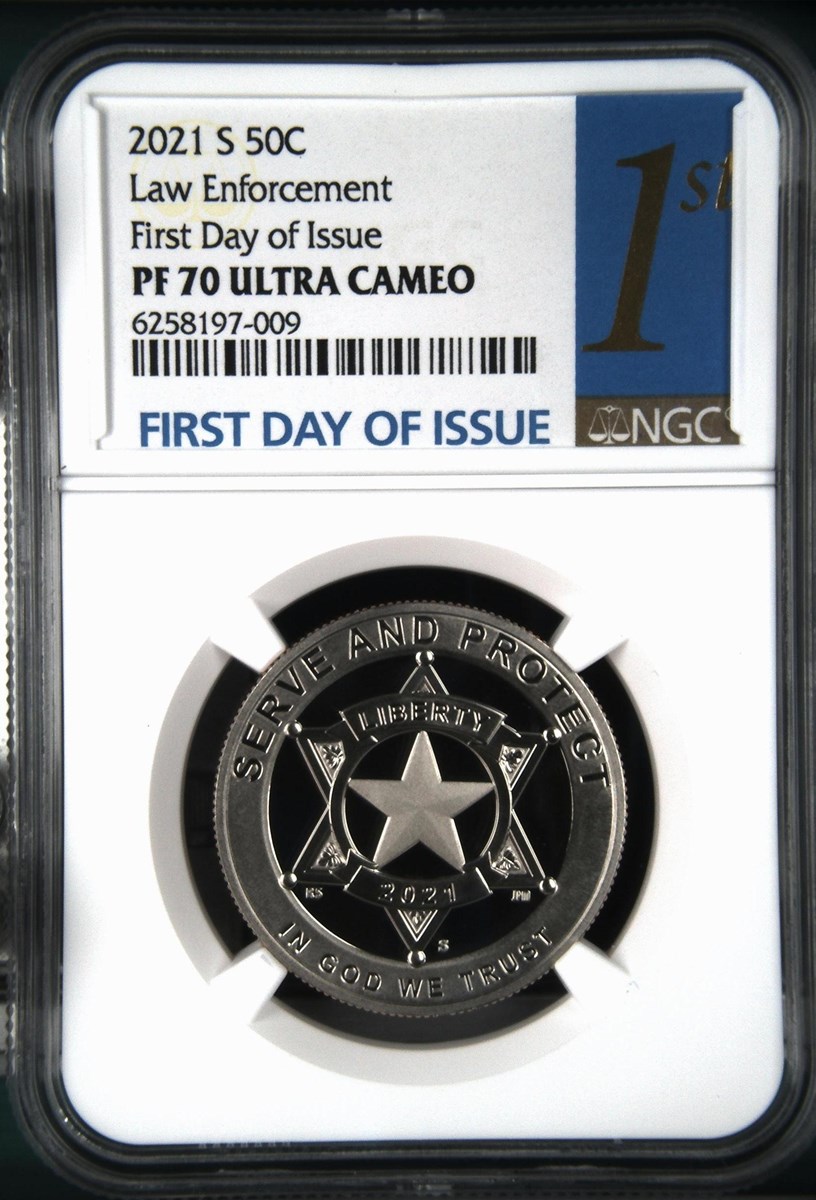 2021 S 50C
Law Enforcement
First Day of Issue
PF 70 ULTRA CAMEO
6258197-009
FIRST DAY OF ISSUE
1st
NGC
SERVE AND PROTECT
LIBERTY
2021
JPM
S
IN GOD WE TRUST